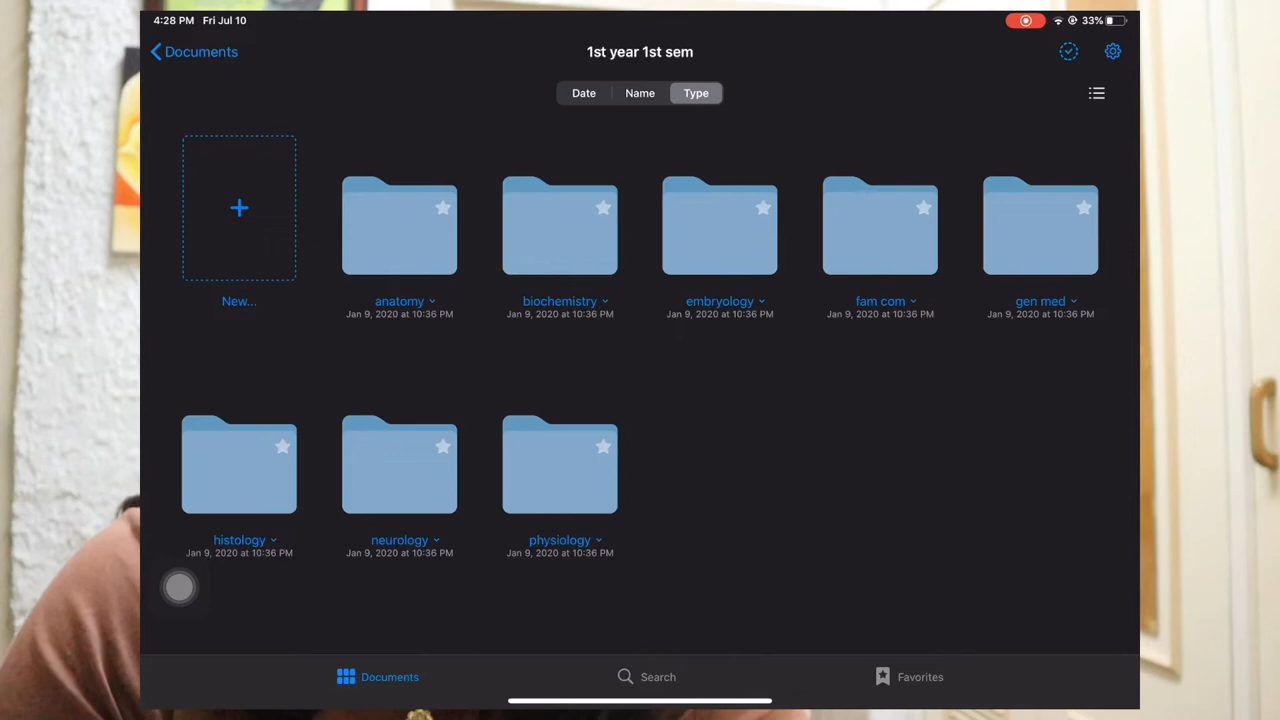 4:28 PM Fri Jul 10
33%
Documents
1st year 1st sem
Date Name Type
New...
anatomy
Jan 9, 2020 at 10:36 PM
biochemistry
Jan 9, 2020 at 10:36 PM
embryology
Jan 9, 2020 at 10:36 PM
fam com
Jan 9, 2020 at 10:36 PM
gen med
Jan 9, 2020 at 10:36 PM
histology
Jan 9, 2020 at 10:36 PM
neurology
Jan 9, 2020 at 10:36 PM
physiology
Jan 9, 2020 at 10:36 PM
Documents
Search
Favorites